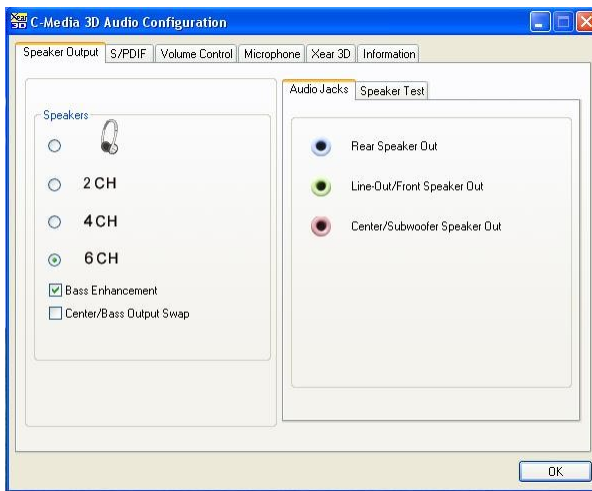 Xear 3D C-Media 3D Audio Configuration
Speaker Output S/PDIF Volume Control Microphone Xear 3D Information
Audio Jacks Speaker Test
Speakers
2 CH
4 CH
6 CH
Bass Enhancement
Center/Bass Output Swap
Rear Speaker Out
Line-Out/Front Speaker Out
Center/Subwoofer Speaker Out
OK